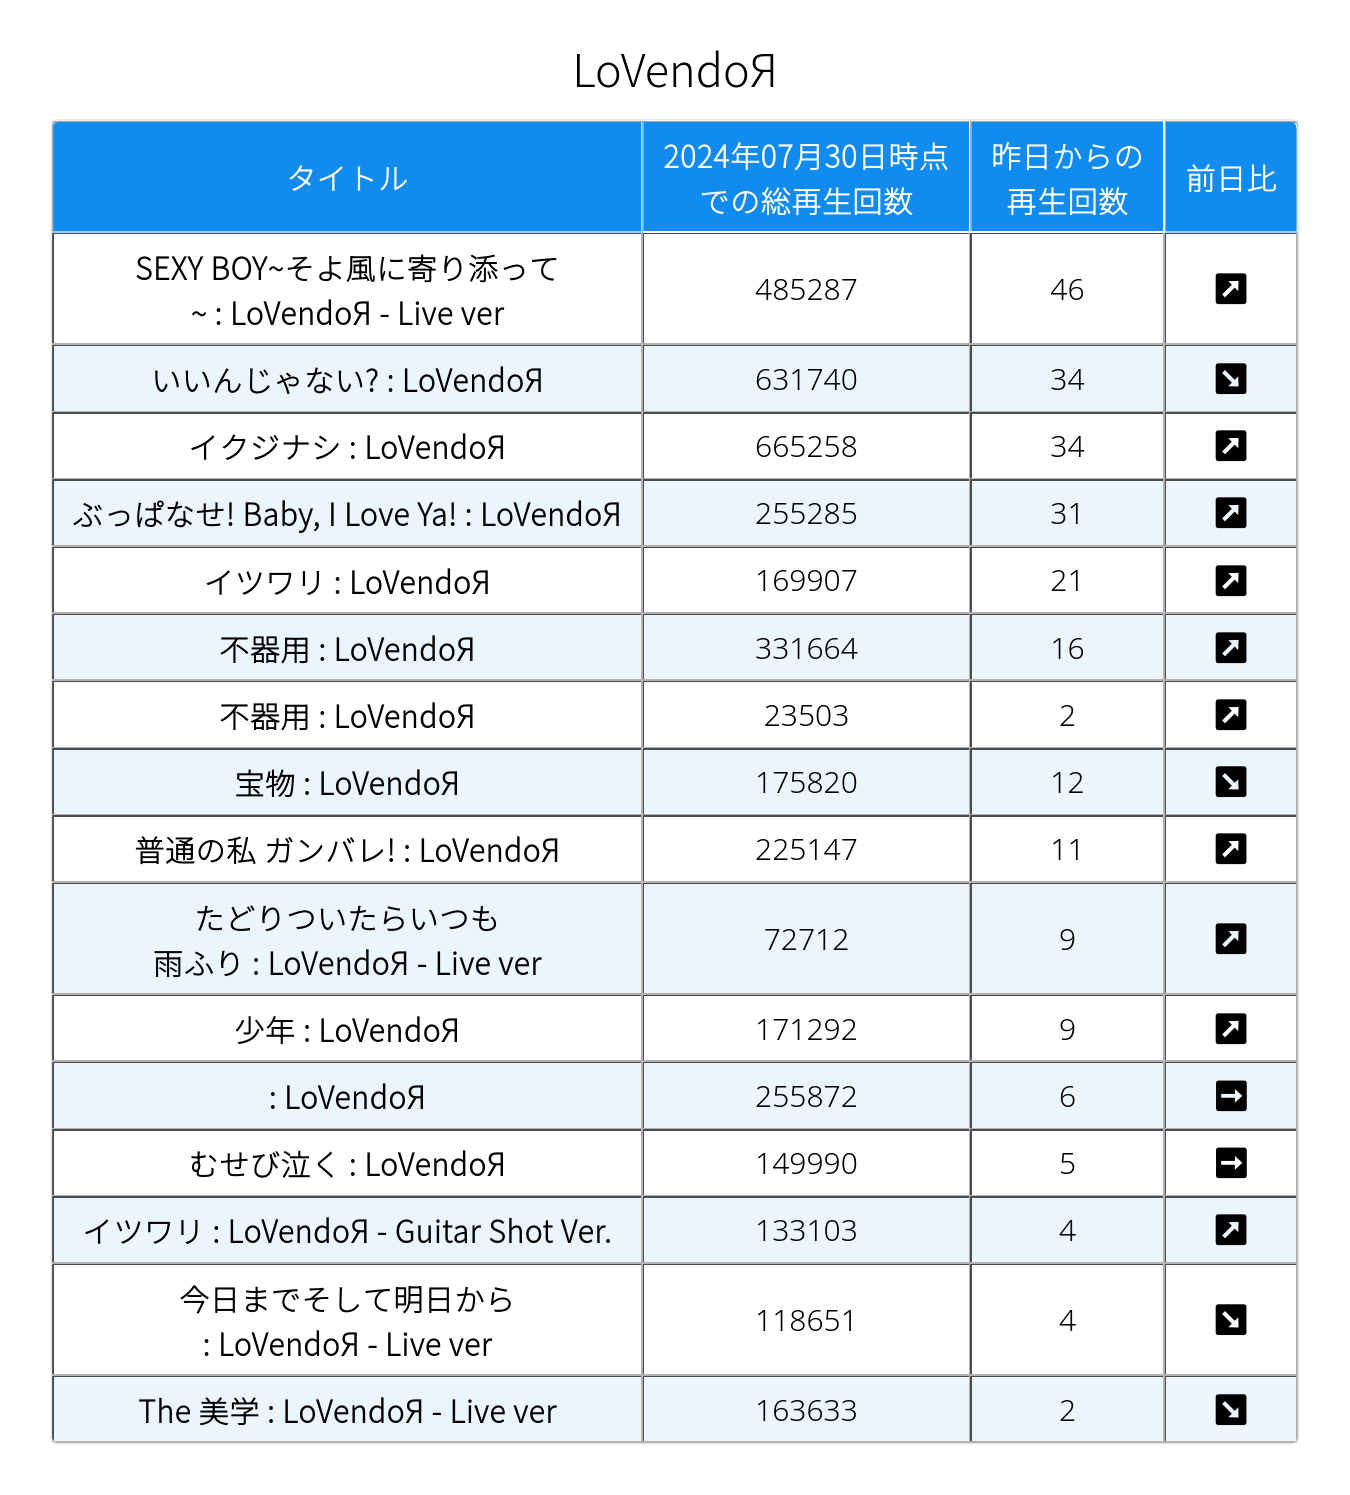 LoVendoЯ
タイトル
2024年07月30日時点
での総再生回数
昨日からの
再生回数
前日比
SEXY BOY~そよ風に寄り添って
~ : LoVendoЯ - Live ver
485287
46
いいんじゃない? : LoVendoЯ
631740
34
イクジナシ : LoVendoЯ
665258
34
ぶっぱなせ! Baby, I Love Ya! : LoVendoЯ
255285
31
イツワリ : LoVendoЯ
169907
21
不器用 : LoVendoЯ
331664
16
不器用 : LoVendoЯ
23503
2
宝物 : LoVendoЯ
175820
12
普通の私 ガンバレ! : LoVendoЯ
225147
11
たどりついたらいつも
雨ふり : LoVendoЯ - Live ver
72712
9
少年 : LoVendoЯ
171292
9
: LoVendoЯ
255872
6
むせび泣く : LoVendoЯ
149990
5
イツワリ : LoVendoЯ - Guitar Shot Ver.
133103
4
今日までそして明日から
: LoVendoЯ - Live ver
118651
4
The 美学 : LoVendoЯ - Live ver
163633
2